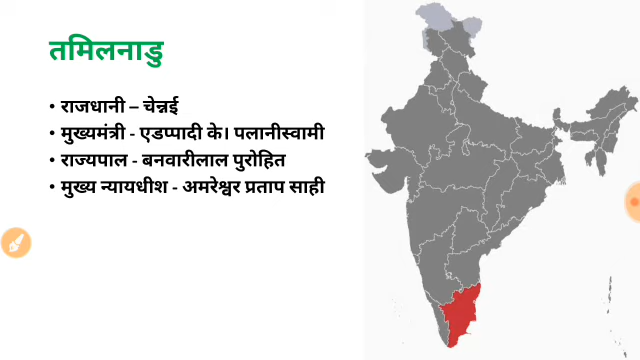 तमिलनाडु
• राजधानी – चेन्नई
• मुख्यमंत्री - एडप्पादी के। पलानीस्वामी
• राज्यपाल - बनवारीलाल पुरोहित
• मुख्य न्यायधीश - अमरेश्वर प्रताप साही